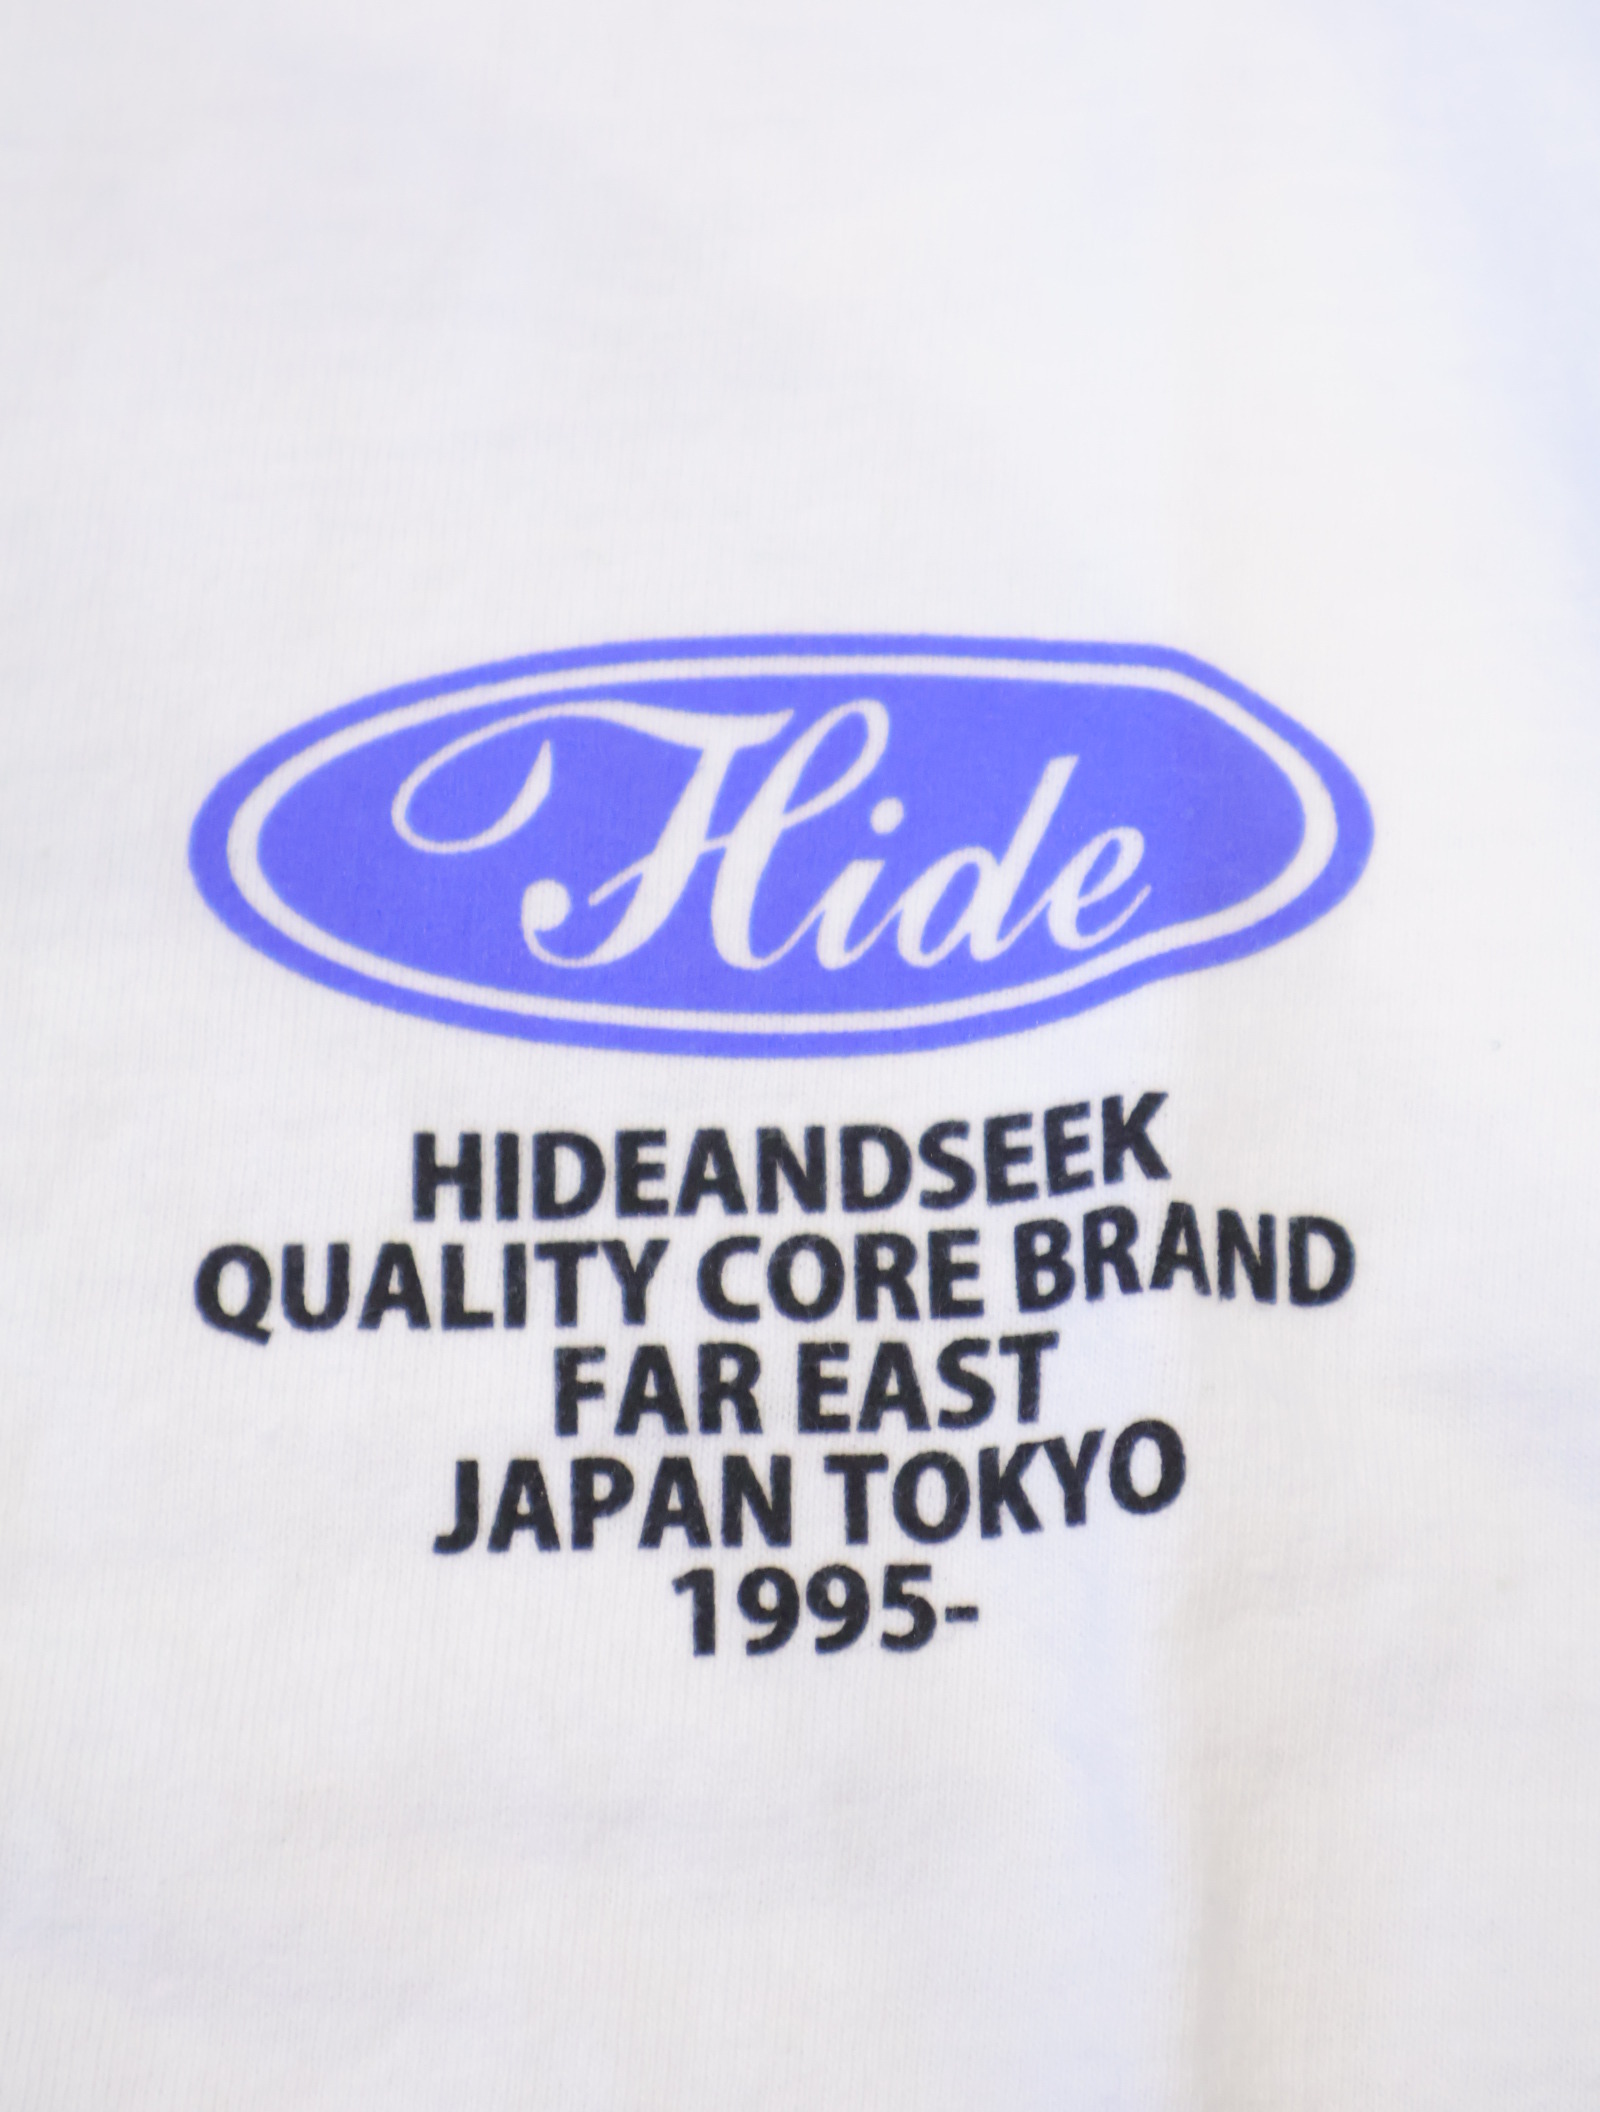 Hide
HIDEANDSEEK
QUALITY CORE BRAND
FAR EAST
JAPAN TOKYO
1995-